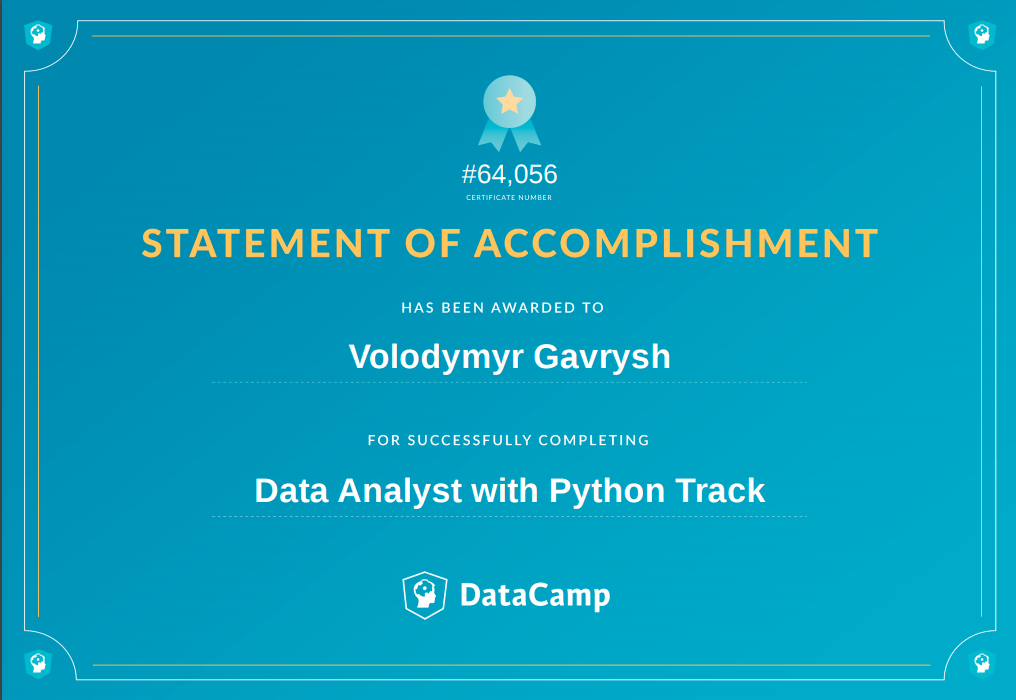 #64,056
CERTIFICATE NUMBER
STATEMENT OF ACCOMPLISHMENT
HAS BEEN AWARDED TO
Volodymyr Gavrysh
FOR SUCCESSFULLY COMPLETING
Data Analyst with Python Track
DataCamp